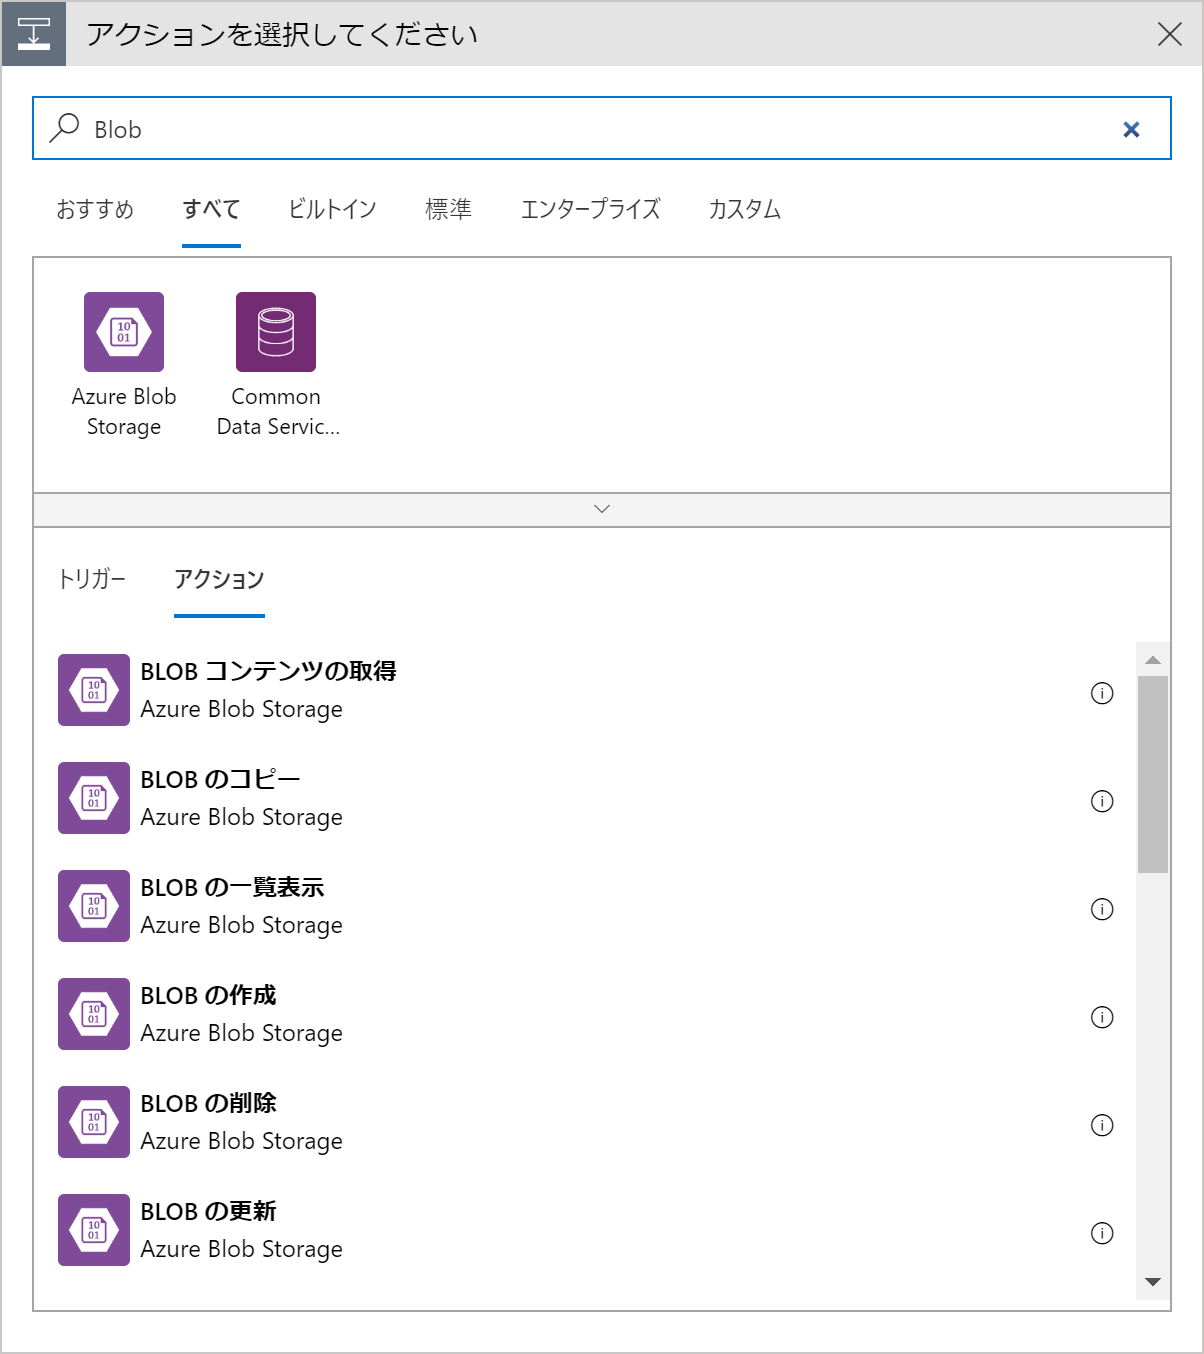 アクションを選択してください
Blob
おすすめ すべて ビルトイン 標準 エンタープライズ カスタム
Azure Blob Storage
Common Data Servic...
トリガー アクション
BLOB コンテンツの取得
Azure Blob Storage
BLOB のコピー
Azure Blob Storage
BLOB の一覧表示
Azure Blob Storage
BLOB の作成
Azure Blob Storage
BLOB の削除
Azure Blob Storage
BLOB の更新
Azure Blob Storage